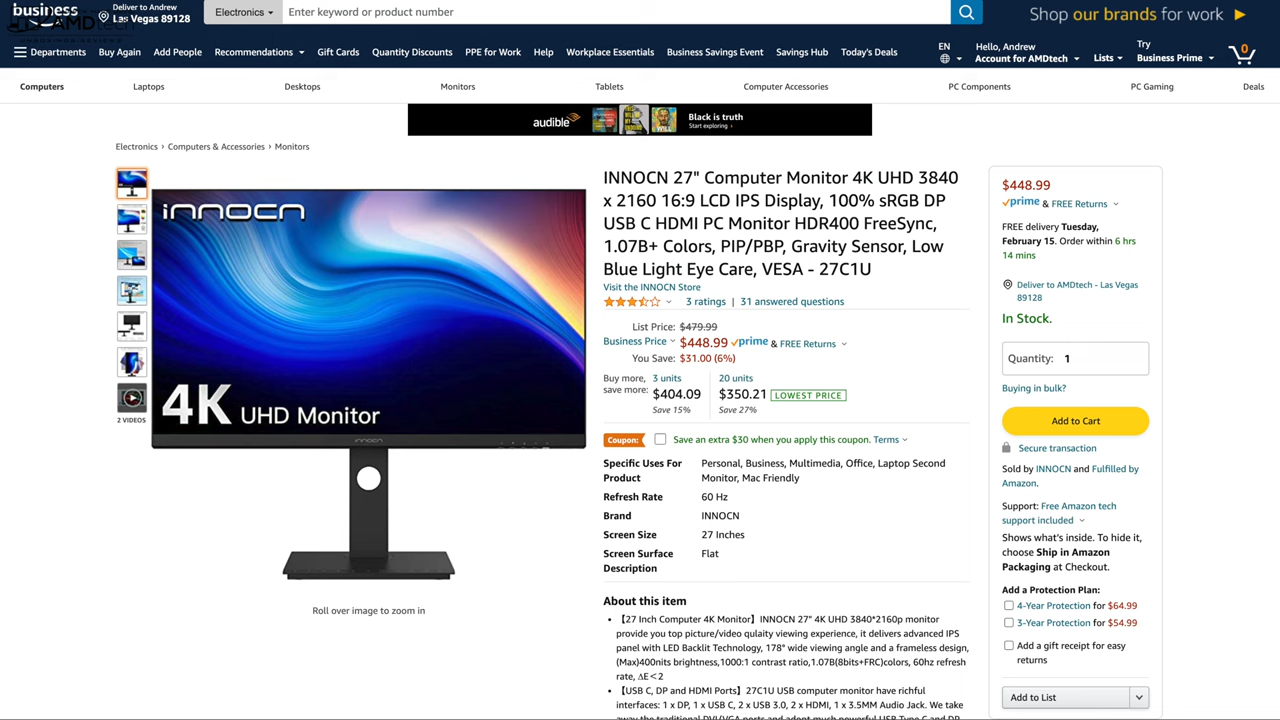 business
AMDtech
Deliver to Andrew
Las Vegas 89128
Electronics
Enter keyword or product number
Shop our brands for work
Departments
Buy Again
Add People
Recommendations
Gift Cards
Quantity Discounts
PPE for Work
Help
Workplace Essentials
Business Savings Event
Savings Hub
Today's Deals
EN
Hello, Andrew
Account for AMDtech
Lists
Try
Business Prime
0
Computers
Laptops
Desktops
Monitors
Tablets
Computer Accessories
PC Components
PC Gaming
Deals
audible
Black is truth
Start exploring ›
Electronics › Computers & Accessories › Monitors
2 VIDEOS
INNOCN
4K UHD Monitor
INNOCN
Roll over image to zoom in
INNOCN 27" Computer Monitor 4K UHD 3840
x 2160 16:9 LCD IPS Display, 100% sRGB DP
USB C HDMI PC Monitor HDR400 FreeSync,
1.07B+ Colors, PIP/PBP, Gravity Sensor, Low
Blue Light Eye Care, VESA - 27C1U
Visit the INNOCN Store
3 ratings | 31 answered questions
List Price: $479.99
Business Price $448.99 prime & FREE Returns
You Save: $31.00 (6%)
Buy more,
save more:
3 units
$404.09
Save 15%
20 units
$350.21 LOWEST PRICE
Save 27%
Coupon: Save an extra $30 when you apply this coupon. Terms
Specific Uses For
Product
Personal, Business, Multimedia, Office, Laptop Second
Monitor, Mac Friendly
Refresh Rate 60 Hz
Brand INNOCN
Screen Size 27 Inches
Screen Surface
Description
Flat
About this item
• 【27 Inch Computer 4K Monitor】INNOCN 27" 4K UHD 3840*2160p monitor
provide you top picture/video qulaity viewing experience, it delivers advanced IPS
panel with LED Backlit Technology, 178° wide viewing angle and a frameless design,
(Max)400nits brightness,1000:1 contrast ratio,1.07B(8bits+FRC)colors, 60hz refresh
rate, ΔE<2
• 【USB C, DP and HDMI Ports】27C1U USB computer monitor have richful
interfaces: 1 x DP, 1 x USB C, 2 x USB 3.0, 2 x HDMI, 1 x 3.5MM Audio Jack. We take
away the traditional DVI/VGA ports and adopt much powerful USB Type C and DP
$448.99
prime & FREE Returns
FREE delivery Tuesday,
February 15. Order within 6 hrs
14 mins
Deliver to AMDtech - Las Vegas
89128
In Stock.
Quantity: 1
Buying in bulk?
Add to Cart
Secure transaction
Sold by INNOCN and Fulfilled by
Amazon.
Support: Free Amazon tech
support included
Shows what's inside. To hide it,
choose Ship in Amazon
Packaging at Checkout.
Add a Protection Plan:
4-Year Protection for $64.99
3-Year Protection for $54.99
Add a gift receipt for easy
returns
Add to List